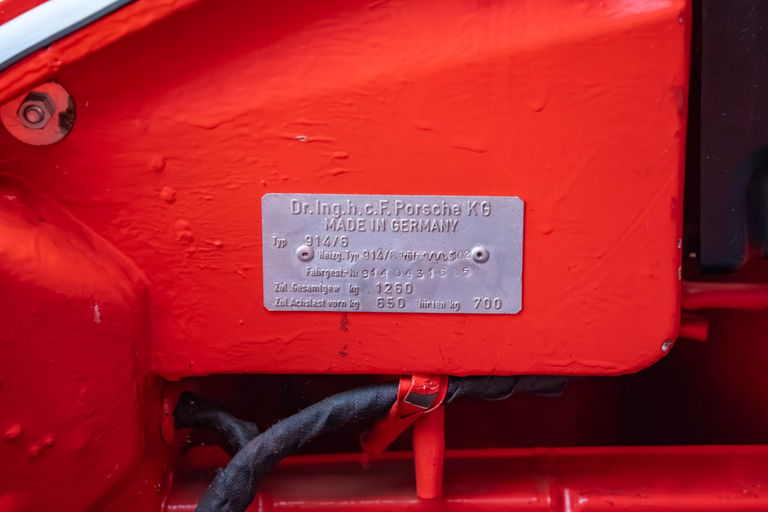 Dr.Ing.h.c.F.Porsche KG
MADE IN GERMANY
Typ 914/6
Heizg.Typ 914/6
Fahrgest-Nr 9140431635
Zul.Gesamtgew kg 1260
Zul.Achslast vorn kg 650 hinten kg 700